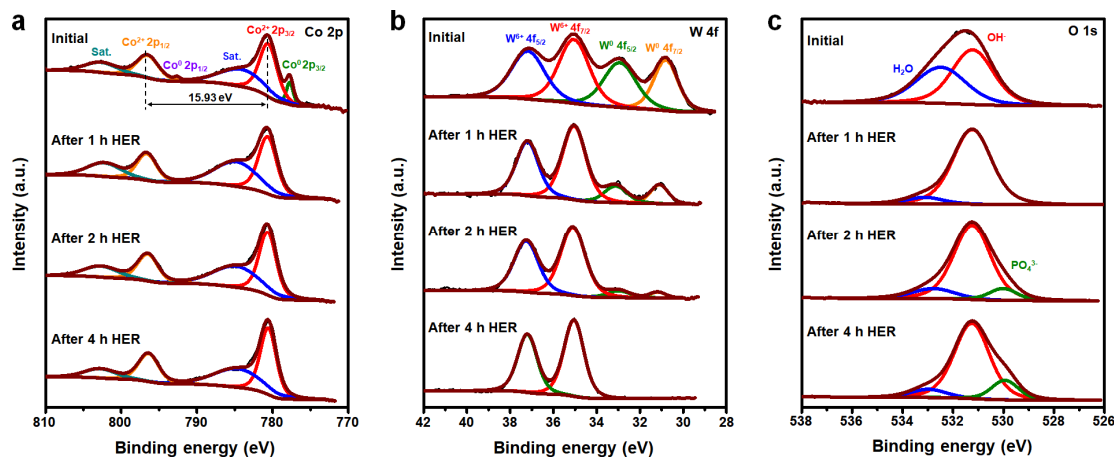 a
Initial
Co²⁺ 2p₁/₂
Co²⁺ 2p₃/₂
Co 2p
Sat.
Sat.
Co⁰ 2p₁/₂
Co⁰ 2p₃/₂
15.93 eV
After 1 h HER
After 2 h HER
After 4 h HER
Intensity (a.u.)
810 800 790 780 770
Binding energy (eV)
b
Initial
W 4f
W⁶⁺ 4f₅/₂
W⁶⁺ 4f₇/₂
W⁰ 4f₅/₂
W⁰ 4f₇/₂
After 1 h HER
After 2 h HER
After 4 h HER
Intensity (a.u.)
42 40 38 36 34 32 30 28
Binding energy (eV)
c
Initial
O 1s
OH⁻
H₂O
After 1 h HER
After 2 h HER
PO₄³⁻
After 4 h HER
Intensity (a.u.)
538 536 534 532 530 528 526
Binding energy (eV)